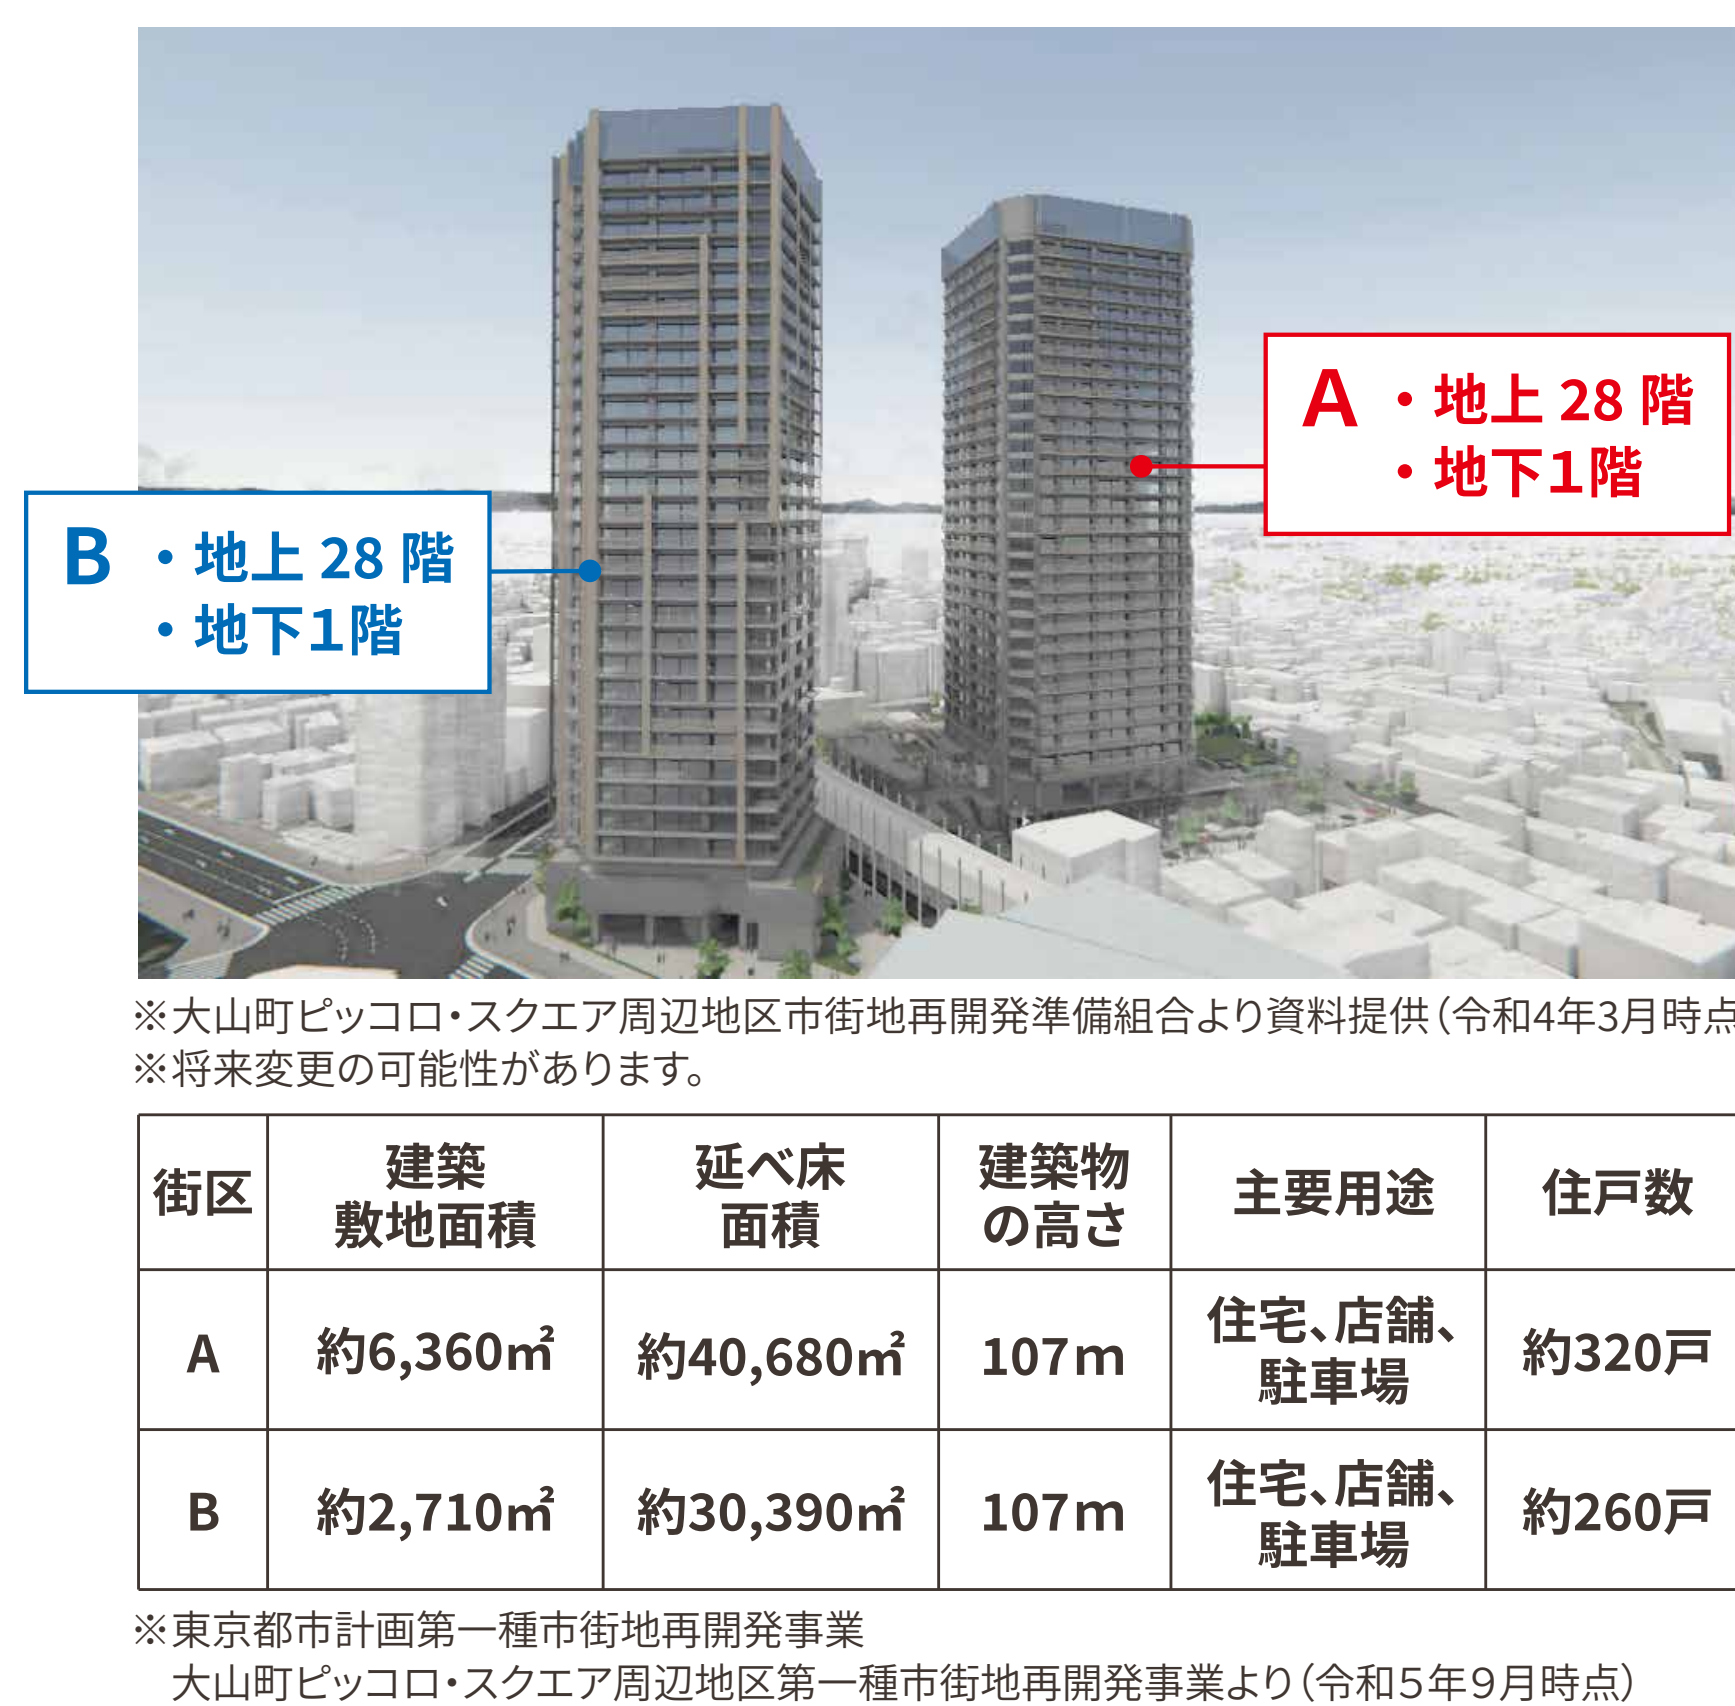 A ・地上 28 階
・地下１階
B ・地上 28 階
・地下１階
※大山町ピッコロ・スクエア周辺地区市街地再開発準備組合より資料提供（令和4年3月時点
※将来変更の可能性があります。
街区 建築敷地面積 延べ床面積 建築物の高さ 主要用途 住戸数
A 約6,360㎡ 約40,680㎡ 107ｍ 住宅、店舗、駐車場 約320戸
B 約2,710㎡ 約30,390㎡ 107ｍ 住宅、店舗、駐車場 約260戸
※東京都市計画第一種市街地再開発事業
大山町ピッコロ・スクエア周辺地区第一種市街地再開発事業より（令和５年９月時点）